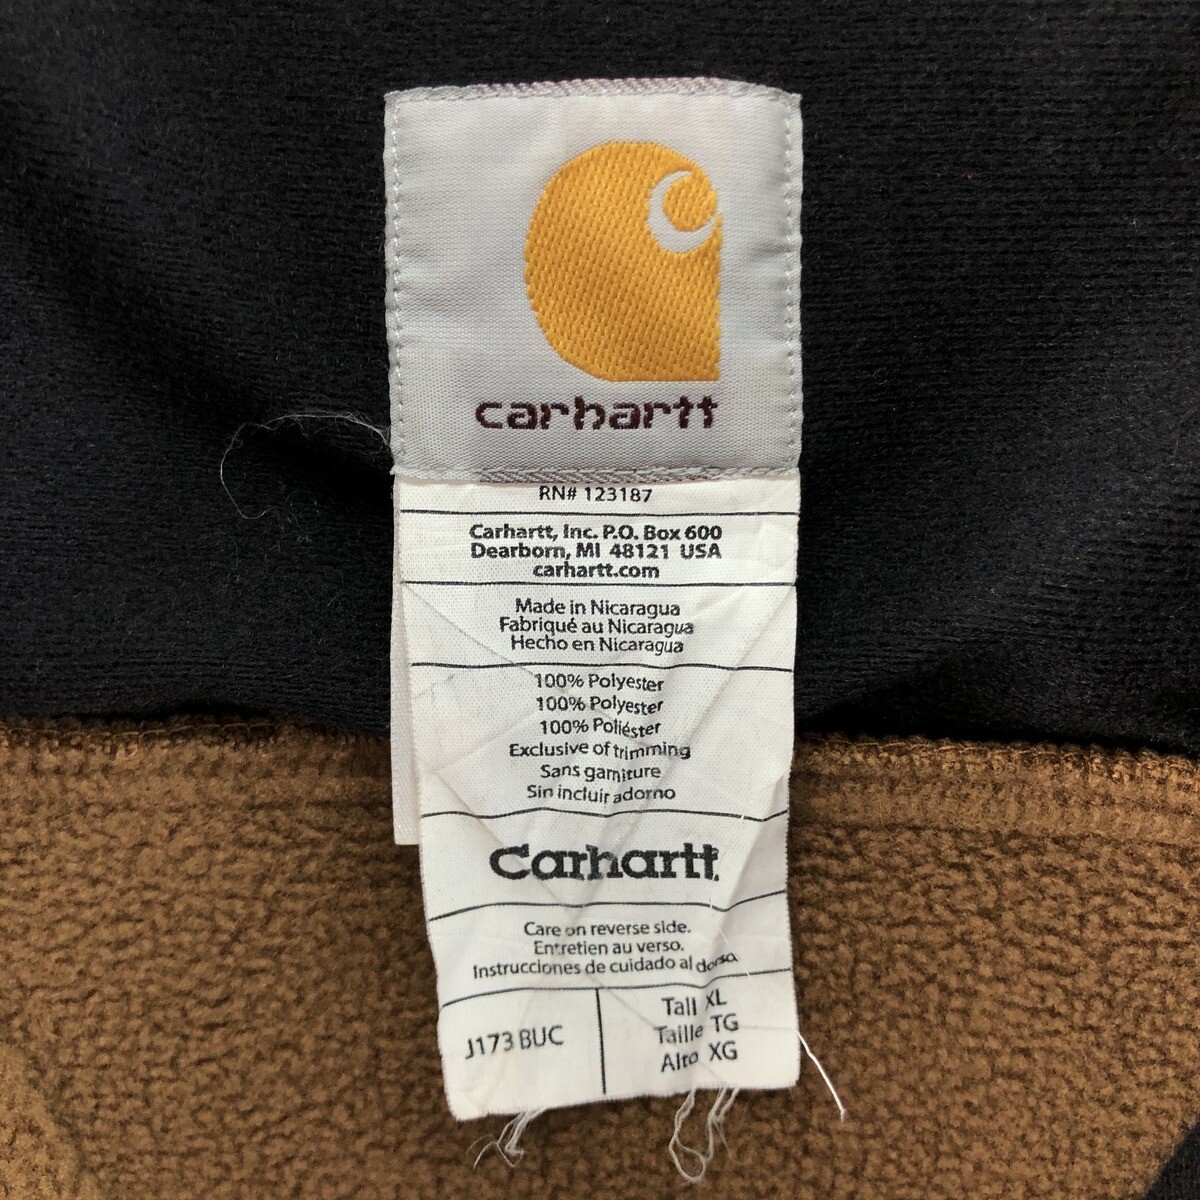 carhartt
RN# 123187
Carhartt, Inc. P.O. Box 600
Dearborn, MI 48121 USA
carhartt.com
Made in Nicaragua
Fabriqué au Nicaragua
Hecho en Nicaragua
100% Polyester
100% Polyester
100% Poliéster
Exclusive of trimming
Sans garniture
Sin incluir adorno
Carhartt
Care on reverse side.
Entretien au verso.
Instrucciones de cuidado al dorso.
J173 BUC
Tall XL
Taille TG
Alto XG